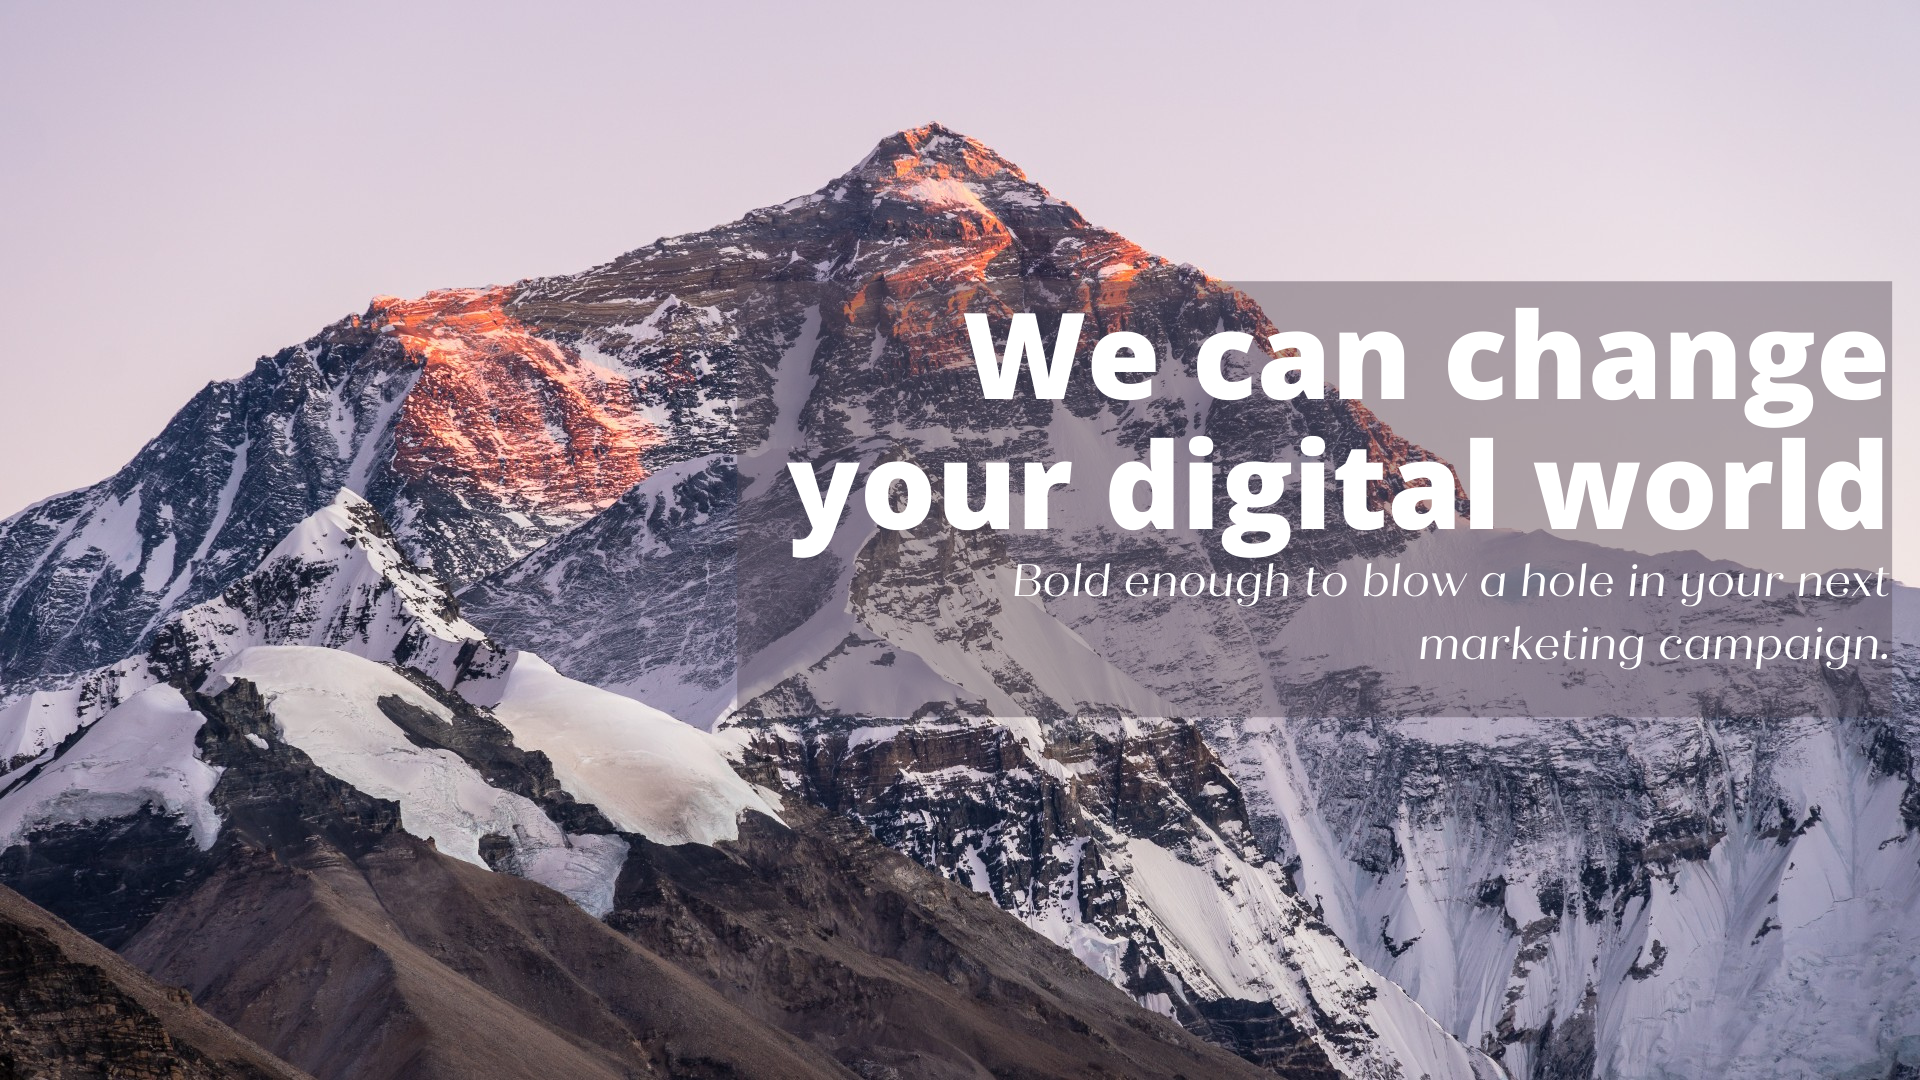 We can change
your digital world
Bold enough to blow a hole in your next
marketing campaign.